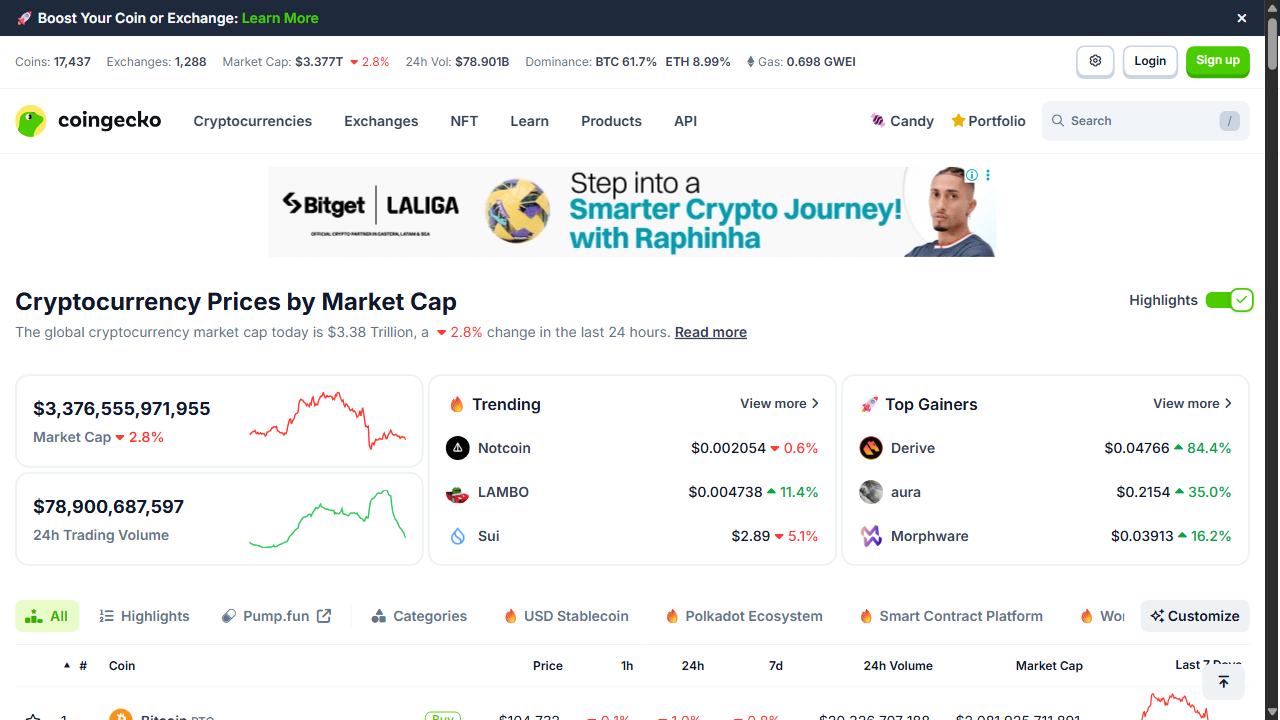 🚀 Boost Your Coin or Exchange: Learn More
Coins: 17,437 Exchanges: 1,288 Market Cap: $3.377T 2.8% 24h Vol: $78.901B Dominance: BTC 61.7% ETH 8.99% Gas: 0.698 GWEI Login Sign up
coingecko Cryptocurrencies Exchanges NFT Learn Products API Candy Portfolio Search /
Bitget LALIGA
OFFICIAL CRYPTO PARTNER IN EASTERN, LATAM & SEA
Step into a
Smarter Crypto Journey!
with Raphinha
Cryptocurrency Prices by Market Cap
Highlights
The global cryptocurrency market cap today is $3.38 Trillion, a 2.8% change in the last 24 hours. Read more
$3,376,555,971,955
Market Cap 2.8%
$78,900,687,597
24h Trading Volume
Trending View more
Notcoin $0.002054 0.6%
LAMBO $0.004738 11.4%
Sui $2.89 5.1%
Top Gainers View more
Derive $0.04766 84.4%
aura $0.2154 35.0%
Morphware $0.03913 16.2%
All Highlights Pump.fun Categories USD Stablecoin Polkadot Ecosystem Smart Contract Platform Wor Customize
# Coin Price 1h 24h 7d 24h Volume Market Cap Last 7 Days
1 Bitcoin BTC Buy